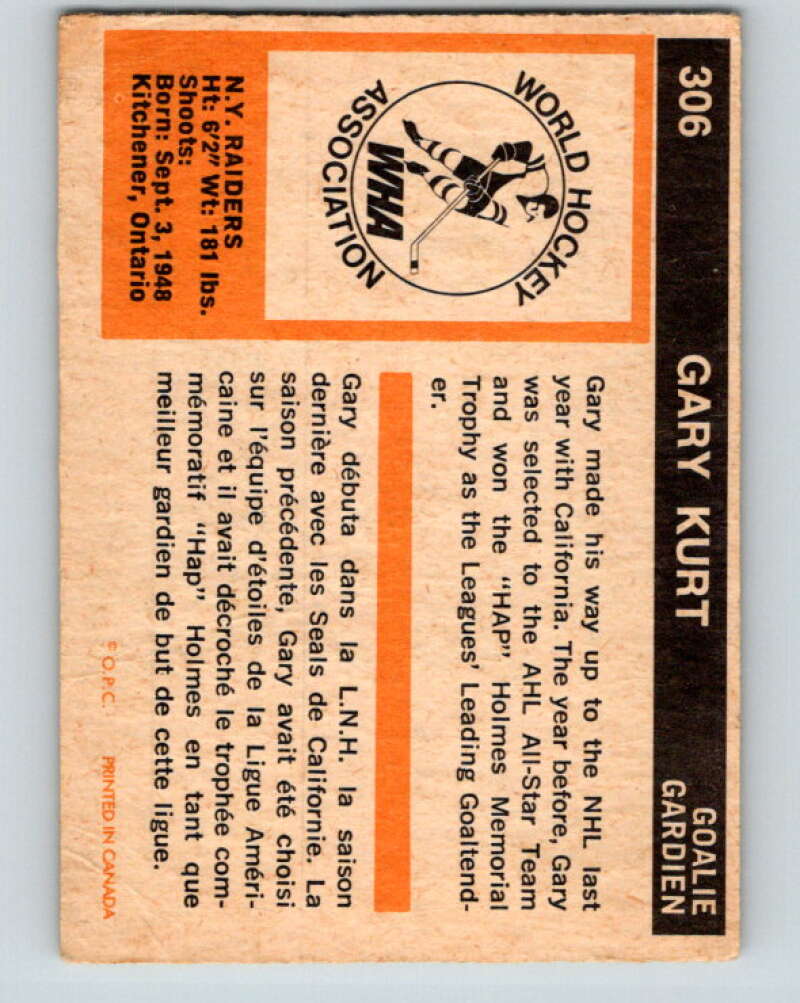 306
GARY KURT
GOALIE
GARDIEN
WORLD HOCKEY
ASSOCIATION
WHA
N.Y. RAIDERS
Ht: 6'2" Wt: 181 lbs.
Shoots:
Born: Sept. 3, 1948
Kitchener, Ontario
Gary made his way up to the NHL last
year with California. The year before, Gary
was selected to the AHL All-Star Team
and won the "HAP" Holmes Memorial
Trophy as the Leagues' Leading Goaltend-
er.
Gary débuta dans la L.N.H. la saison
dernière avec les Seals de Californie. La
saison précédente, Gary avait été choisi
sur l'équipe d'étoiles de la Ligue Améri-
caine et il avait décroché le trophée com-
mémoratif "Hap" Holmes en tant que
meilleur gardien de but de cette ligue.
© O.P.C. PRINTED IN CANADA